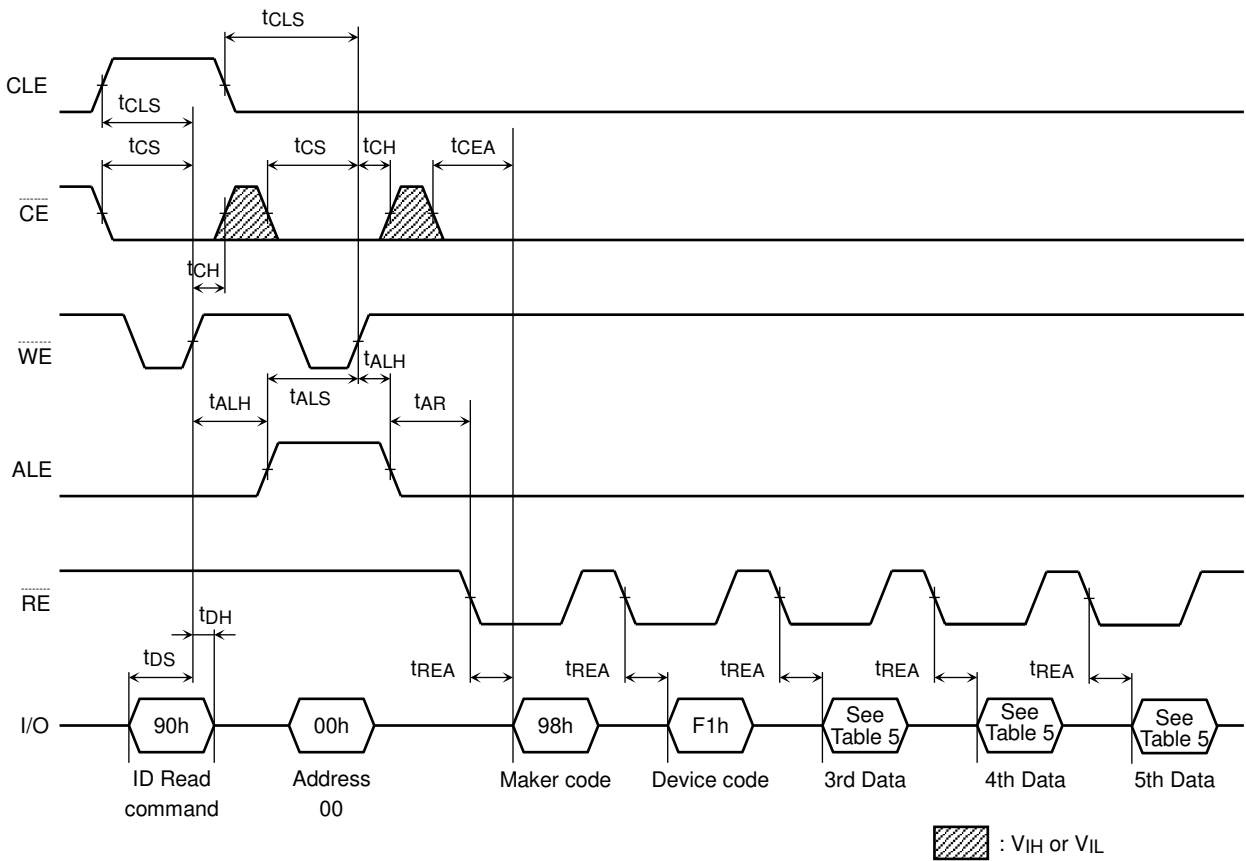 tCLS
CLE
tCLS
tCS
tCS
tCH
tCEA
CE
tCH
WE
tALH
tALH
tALS
tAR
ALE
RE
tDH
tDS
tREA
tREA
tREA
tREA
tREA
I/O
90h
00h
98h
F1h
See
Table 5
See
Table 5
See
Table 5
ID Read
command
Address
00
Maker code
Device code
3rd Data
4th Data
5th Data
: VIH or VIL